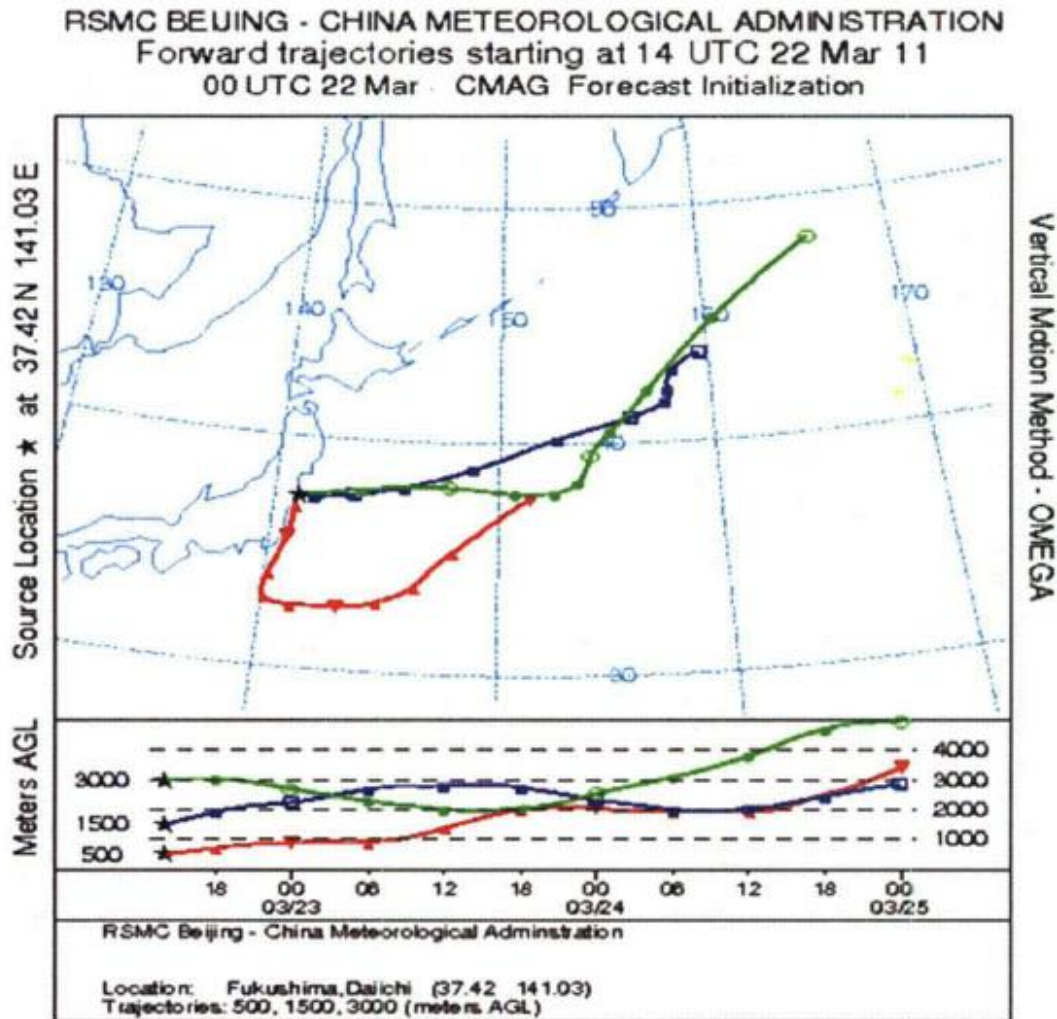 RSMC BEIJING - CHINA METEOROLOGICAL ADMINISTRATION
Forward trajectories starting at 14 UTC 22 Mar 11
00 UTC 22 Mar CMAG Forecast Initialization
Source Location ★ at 37.42 N 141.03 E
Vertical Motion Method - OMEGA
50
130
140
150
170
40
30
Meters AGL
3000
1500
500
4000
3000
2000
1000
18 00 06 12 18 00 06 12 18 00
03/23 03/24 03/25
RSMC Beijing - China Meteorological Adminstration
Location: Fukushima,Daiichi (37.42 141.03)
Trajectories: 500, 1500, 3000 (meters AGL)